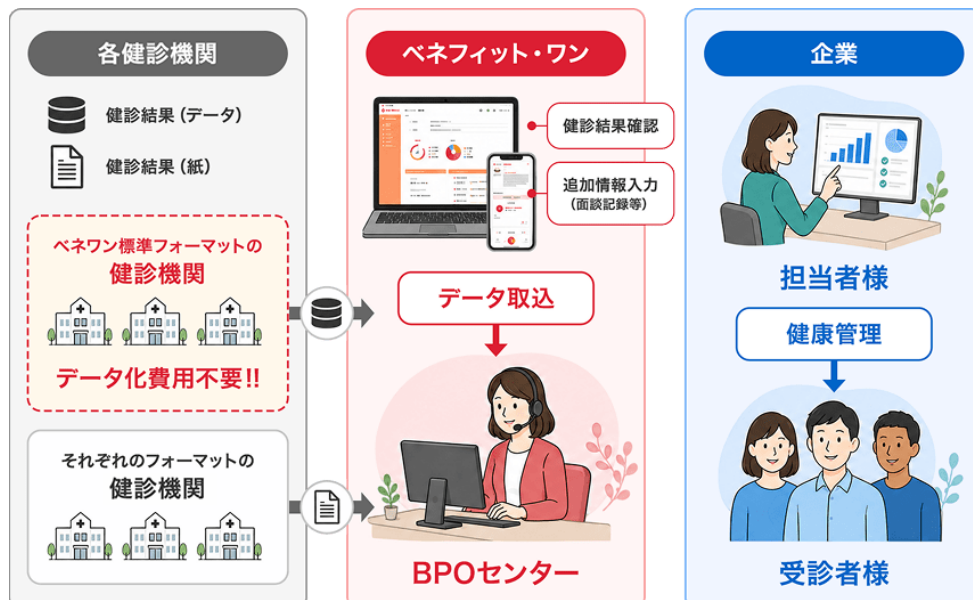 各健診機関
健診結果（データ）
健診結果（紙）
ベネワン標準フォーマットの
健診機関
データ化費用不要!!
それぞれのフォーマットの
健診機関
ベネフィット・ワン
健診結果確認
追加情報入力
（面談記録等）
データ取込
BPOセンター
企業
担当者様
健康管理
受診者様